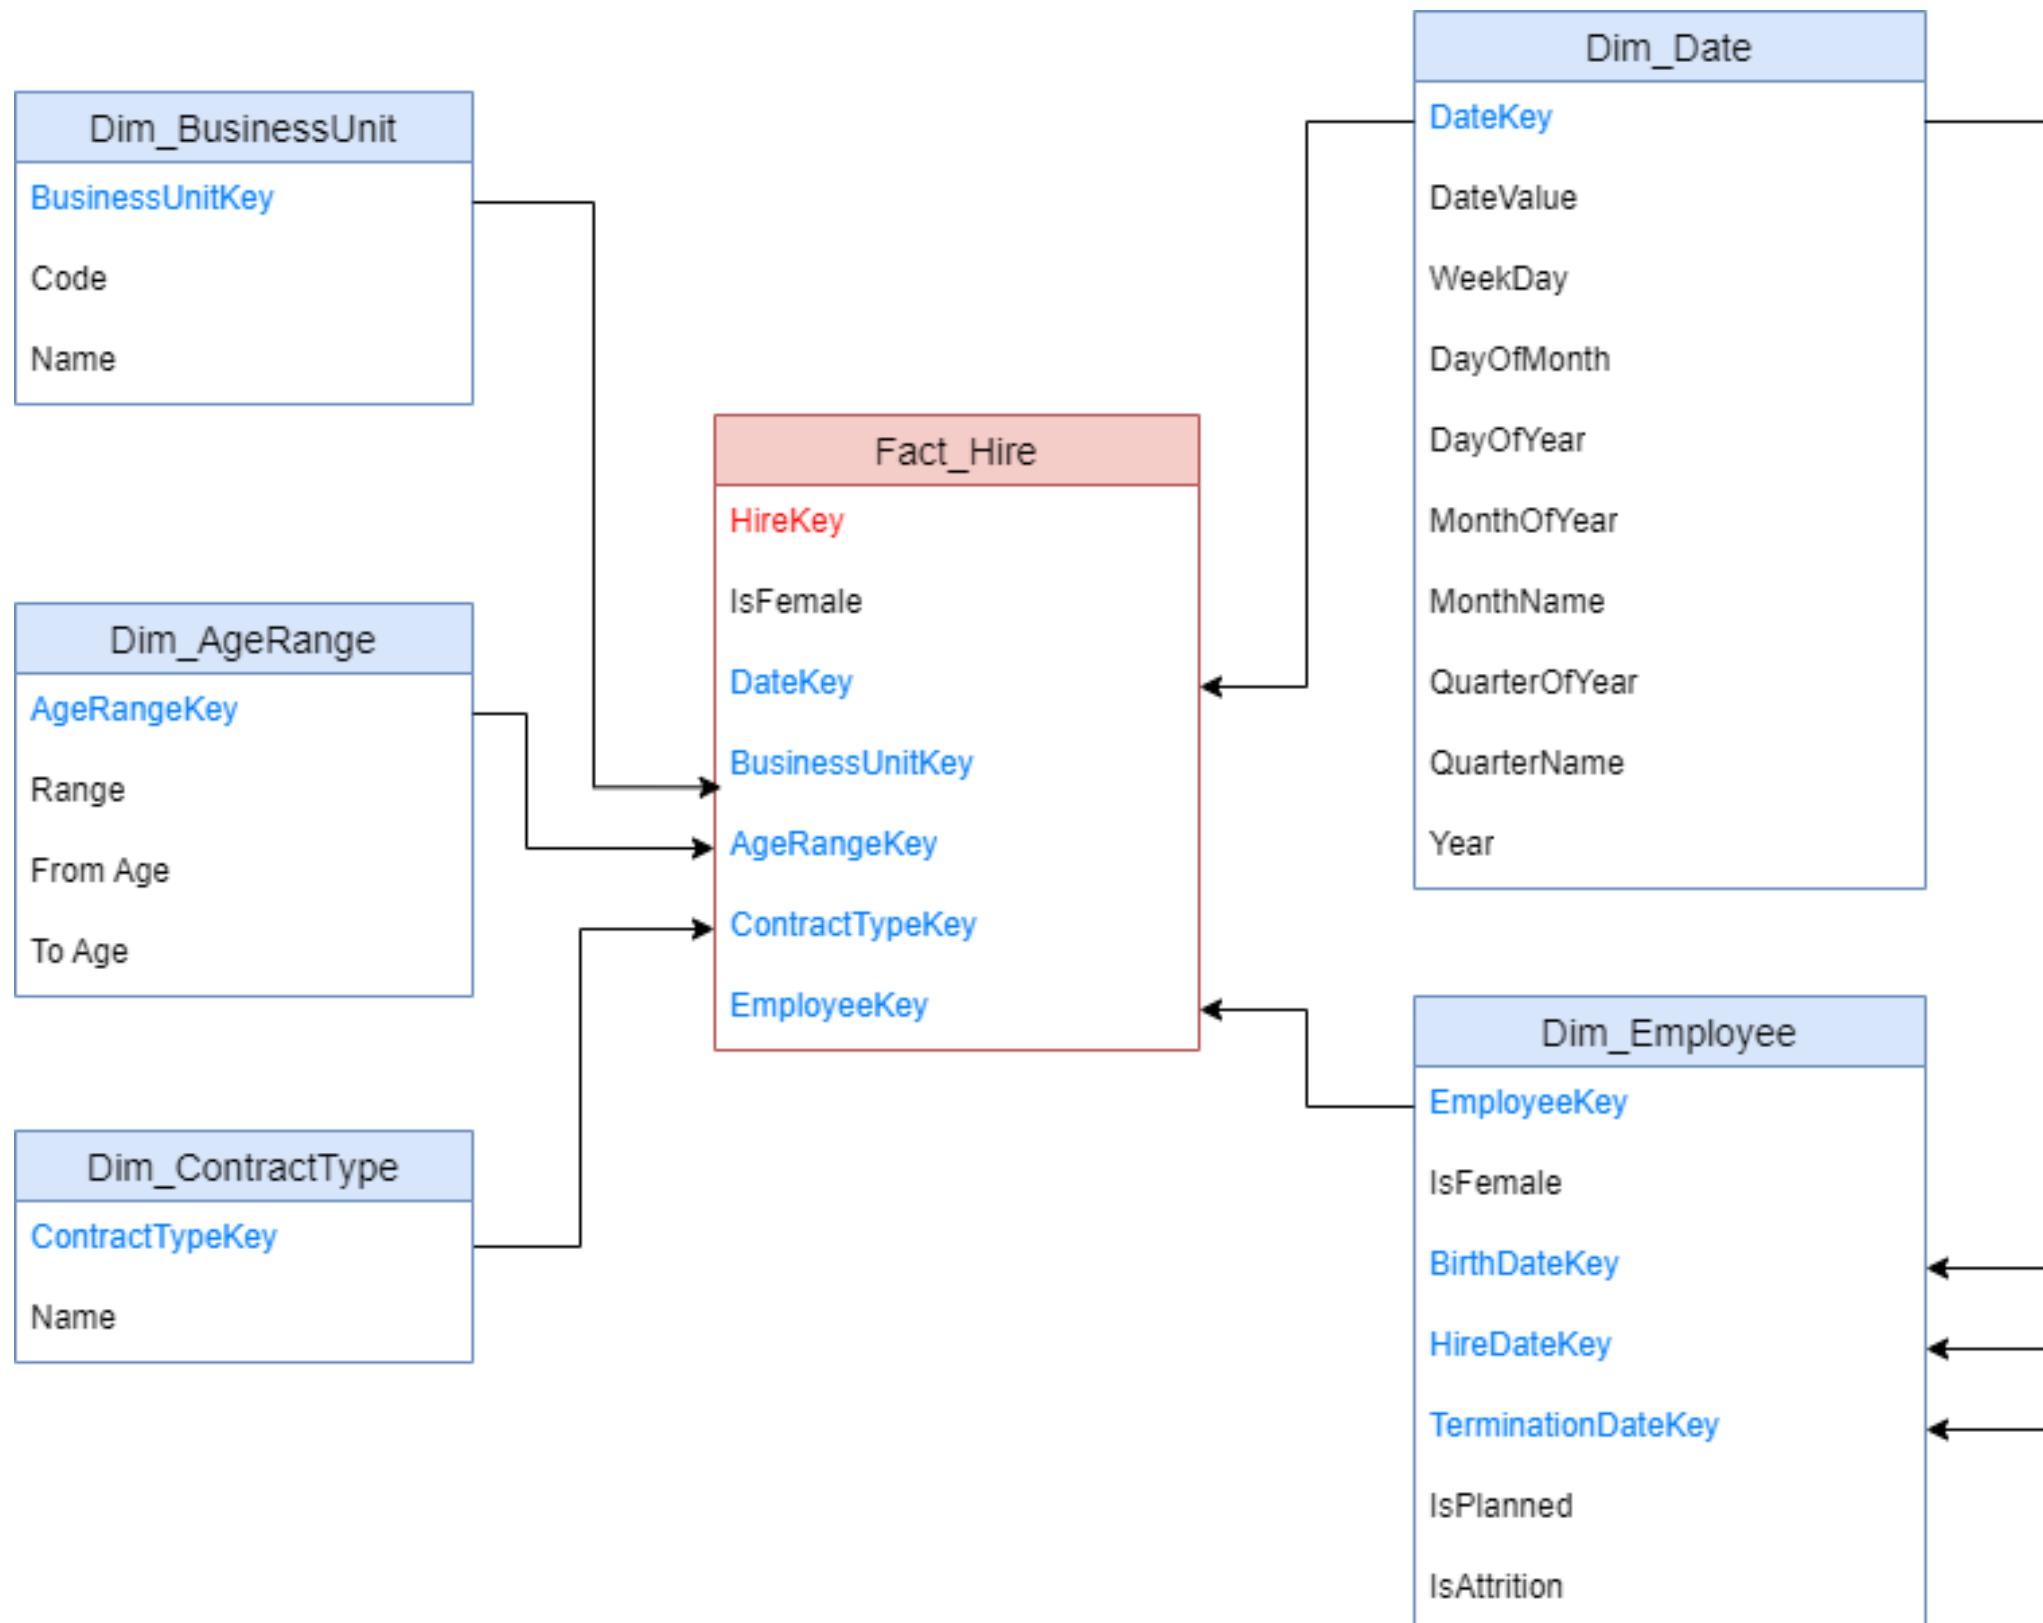 Dim_BusinessUnit
BusinessUnitKey
Code
Name
Dim_AgeRange
AgeRangeKey
Range
From Age
To Age
Dim_ContractType
ContractTypeKey
Name
Fact_Hire
HireKey
IsFemale
DateKey
BusinessUnitKey
AgeRangeKey
ContractTypeKey
EmployeeKey
Dim_Date
DateKey
DateValue
WeekDay
DayOfMonth
DayOfYear
MonthOfYear
MonthName
QuarterOfYear
QuarterName
Year
Dim_Employee
EmployeeKey
IsFemale
BirthDateKey
HireDateKey
TerminationDateKey
IsPlanned
IsAttrition